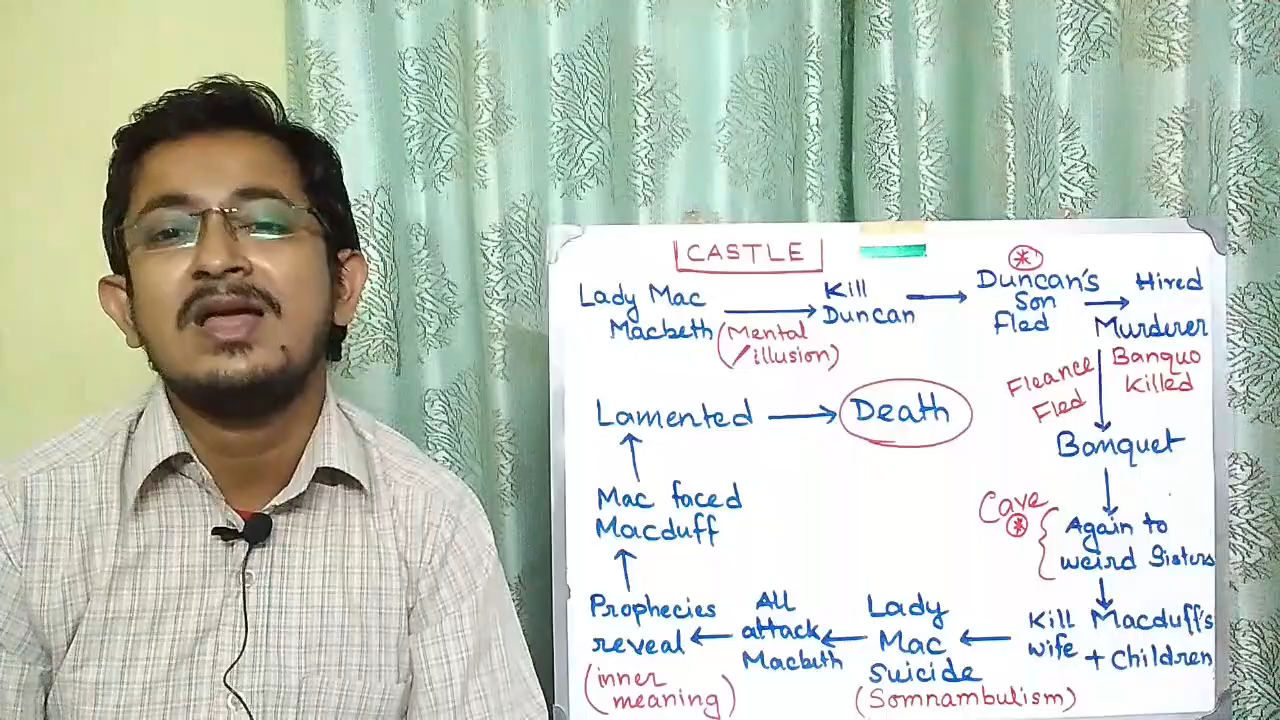 CASTLE
Lady Mac
Macbeth
(Mental
/illusion)
Kill
Duncan
*
Duncan's
Son
Fled
Hired
Murderer
Fleance
Fled
Banquo
Killed
Banquet
Cave
*
Again to
weird Sisters
Kill Macduff's
wife + Children
Lady
Mac
Suicide
(Somnambulism)
All
attack
Macbeth
Prophecies
reveal
(inner
meaning)
Mac faced
Macduff
Lamented
Death